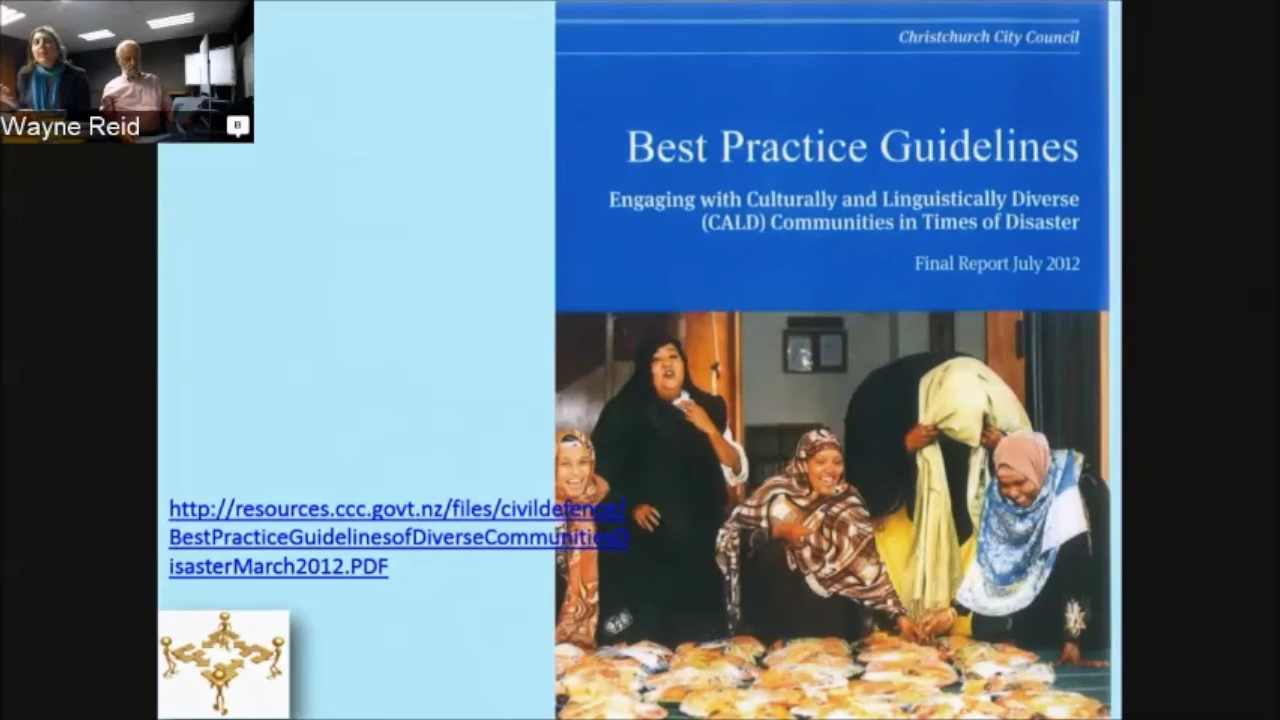 Wayne Reid
Christchurch City Council
Best Practice Guidelines
Engaging with Culturally and Linguistically Diverse
(CALD) Communities in Times of Disaster
Final Report July 2012
http://resources.ccc.govt.nz/files/civildefence/
BestPracticeGuidelinesofDiverseCommunitiesD
isasterMarch2012.PDF